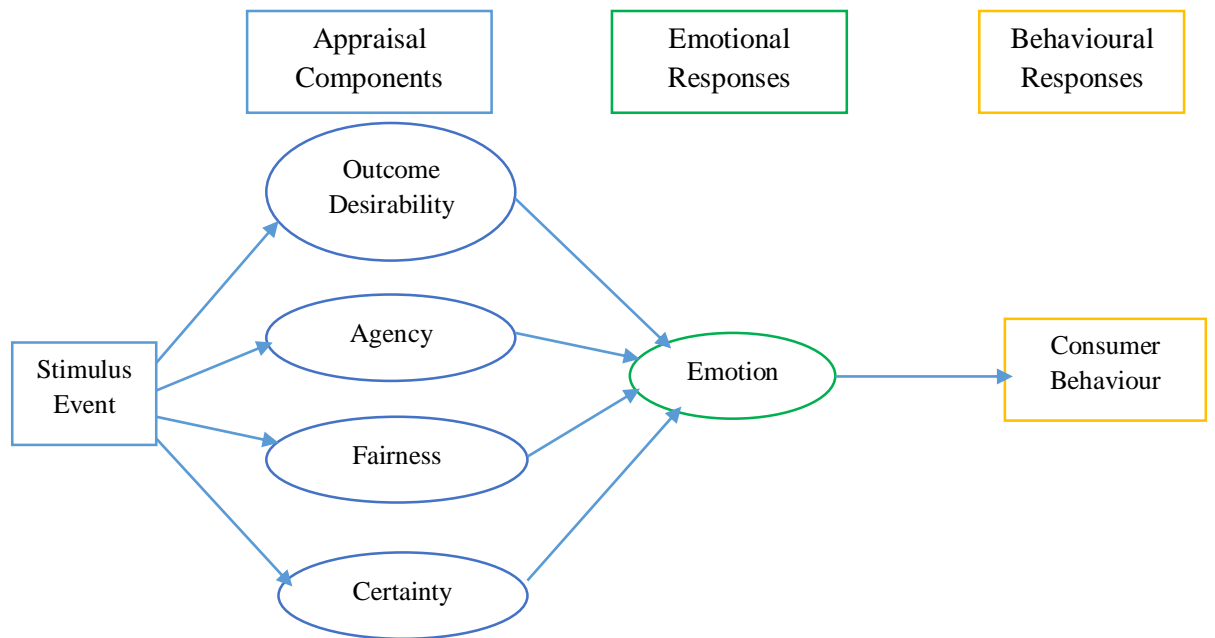 Appraisal
Components
Emotional
Responses
Behavioural
Responses
Outcome
Desirability
Agency
Stimulus
Event
Emotion
Consumer
Behaviour
Fairness
Certainty